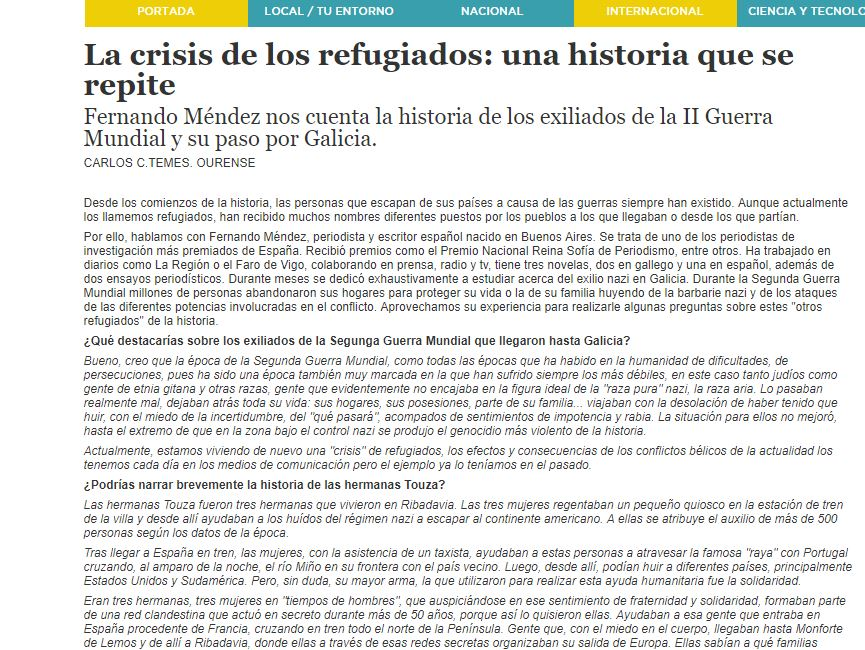 PORTADA
LOCAL / TU ENTORNO
NACIONAL
INTERNACIONAL
CIENCIA Y TECNOLO
La crisis de los refugiados: una historia que se
repite
Fernando Méndez nos cuenta la historia de los exiliados de la II Guerra
Mundial y su paso por Galicia.
CARLOS C.TEMES. OURENSE
Desde los comienzos de la historia, las personas que escapan de sus países a causa de las guerras siempre han existido. Aunque actualmente
los llamemos refugiados, han recibido muchos nombres diferentes puestos por los pueblos a los que llegaban o desde los que partían.
Por ello, hablamos con Fernando Méndez, periodista y escritor español nacido en Buenos Aires. Se trata de uno de los periodistas de
investigación más premiados de España. Recibió premios como el Premio Nacional Reina Sofía de Periodismo, entre otros. Ha trabajado en
diarios como La Región o el Faro de Vigo, colaborando en prensa, radio y tv, tiene tres novelas, dos en gallego y una en español, además de
dos ensayos periodísticos. Durante meses se dedicó exhaustivamente a estudiar acerca del exilio nazi en Galicia. Durante la Segunda Guerra
Mundial millones de personas abandonaron sus hogares para proteger su vida o la de su familia huyendo de la barbarie nazi y de los ataques
de las diferentes potencias involucradas en el conflicto. Aprovechamos su experiencia para realizarle algunas preguntas sobre estes "otros
refugiados" de la historia.
¿Qué destacarías sobre los exiliados de la Segunga Guerra Mundial que llegaron hasta Galicia?
Bueno, creo que la época de la Segunda Guerra Mundial, como todas las épocas que ha habido en la humanidad de dificultades, de
persecuciones, pues ha sido una época también muy marcada en la que han sufrido siempre los más débiles, en este caso tanto judíos como
gente de etnia gitana y otras razas, gente que evidentemente no encajaba en la figura ideal de la "raza pura" nazi, la raza aria. Lo pasaban
realmente mal, dejaban atrás toda su vida: sus hogares, sus posesiones, parte de su familia... viajaban con la desolación de haber tenido que
huir, con el miedo de la incertidumbre, del "qué pasará", acompados de sentimientos de impotencia y rabia. La situación para ellos no mejoró,
hasta el extremo de que en la zona bajo el control nazi se produjo el genocidio más violento de la historia.
Actualmente, estamos viviendo de nuevo una "crisis" de refugiados, los efectos y consecuencias de los conflictos bélicos de la actualidad los
tenemos cada día en los medios de comunicación pero el ejemplo ya lo teníamos en el pasado.
¿Podrías narrar brevemente la historia de las hermanas Touza?
Las hermanas Touza fueron tres hermanas que vivieron en Ribadavia. Las tres mujeres regentaban un pequeño quiosco en la estación de tren
de la villa y desde allí ayudaban a los huídos del régimen nazi a escapar al continente americano. A ellas se atribuye el auxilio de más de 500
personas según los datos de la época.
Tras llegar a España en tren, las mujeres, con la asistencia de un taxista, ayudaban a estas personas a atravesar la famosa "raya" con Portugal
cruzando, al amparo de la noche, el río Miño en su frontera con el país vecino. Luego, desde allí, podían huir a diferentes países, principalmente
Estados Unidos y Sudamérica. Pero, sin duda, su mayor arma, la que utilizaron para realizar esta ayuda humanitaria fue la solidaridad.
Eran tres hermanas, tres mujeres en "tiempos de hombres", que auspiciándose en ese sentimiento de fraternidad y solidaridad, formaban parte
de una red clandestina que actuó en secreto durante más de 50 años, porque así lo quisieron ellas. Ayudaban a esa gente que entraba en
España procedente de Francia, cruzando en tren todo el norte de la Península. Gente que, con el miedo en el cuerpo, llegaban hasta Monforte
de Lemos y de allí a Ribadavia, donde ellas a través de esas redes secretas organizaban su salida de Europa. Ellas sabían a qué familias